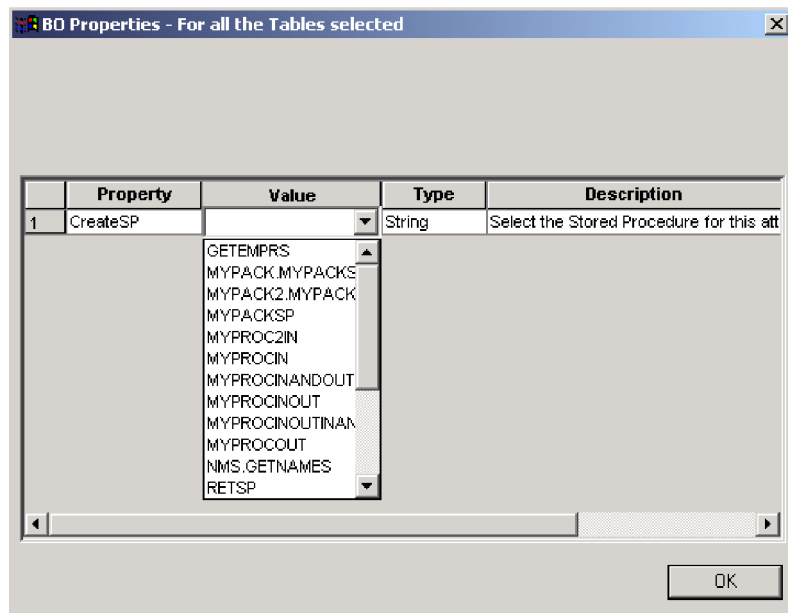 BO Properties - For all the Tables selected
Property Value Type Description
1 CreateSP String Select the Stored Procedure for this att
GETEMPRS
MYPACK.MYPACKS
MYPACK2.MYPACK
MYPACKSP
MYPROC2IN
MYPROCIN
MYPROCINANDOUT
MYPROCINOUT
MYPROCINOUTINAN
MYPROCOUT
NMS.GETNAMES
RETSP
OK